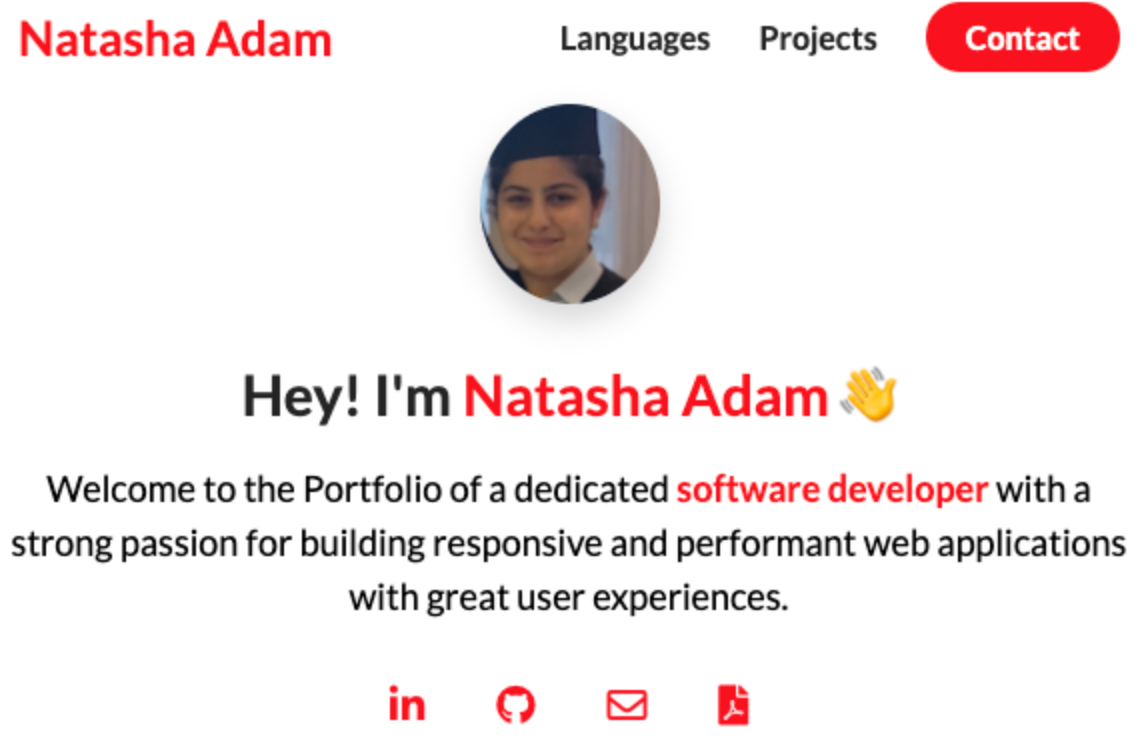 Natasha Adam
Languages Projects Contact
Hey! I'm Natasha Adam 👋
Welcome to the Portfolio of a dedicated software developer with a
strong passion for building responsive and performant web applications
with great user experiences.
in